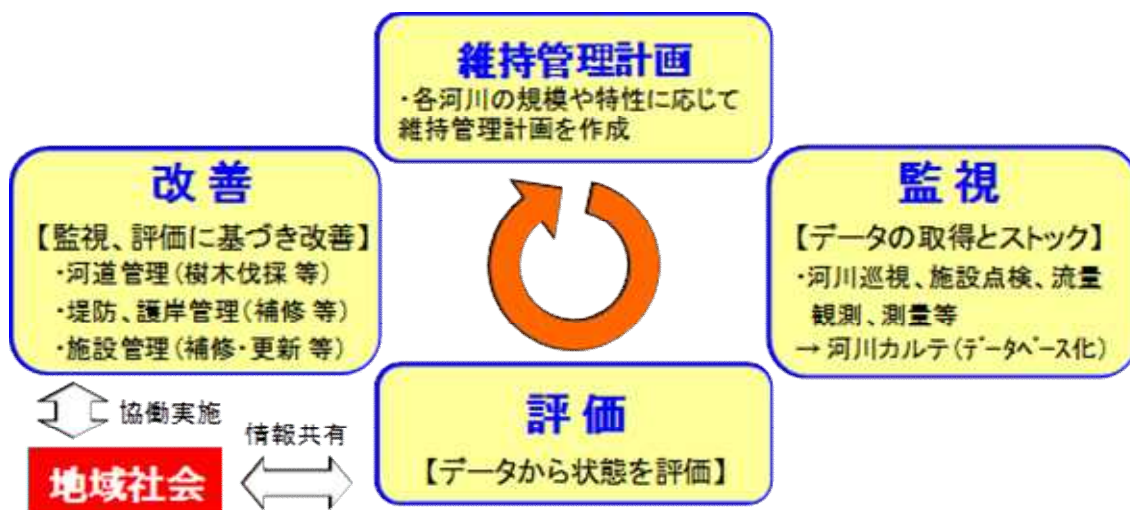 維持管理計画
・各河川の規模や特性に応じて
維持管理計画を作成
改善
【監視、評価に基づき改善】
・河道管理(樹木伐採 等)
・堤防、護岸管理(補修 等)
・施設管理(補修・更新 等)
監視
【データの取得とストック】
・河川巡視、施設点検、流量
観測、測量等
→ 河川カルテ(データベース化)
評価
【データから状態を評価】
協働実施
情報共有
地域社会